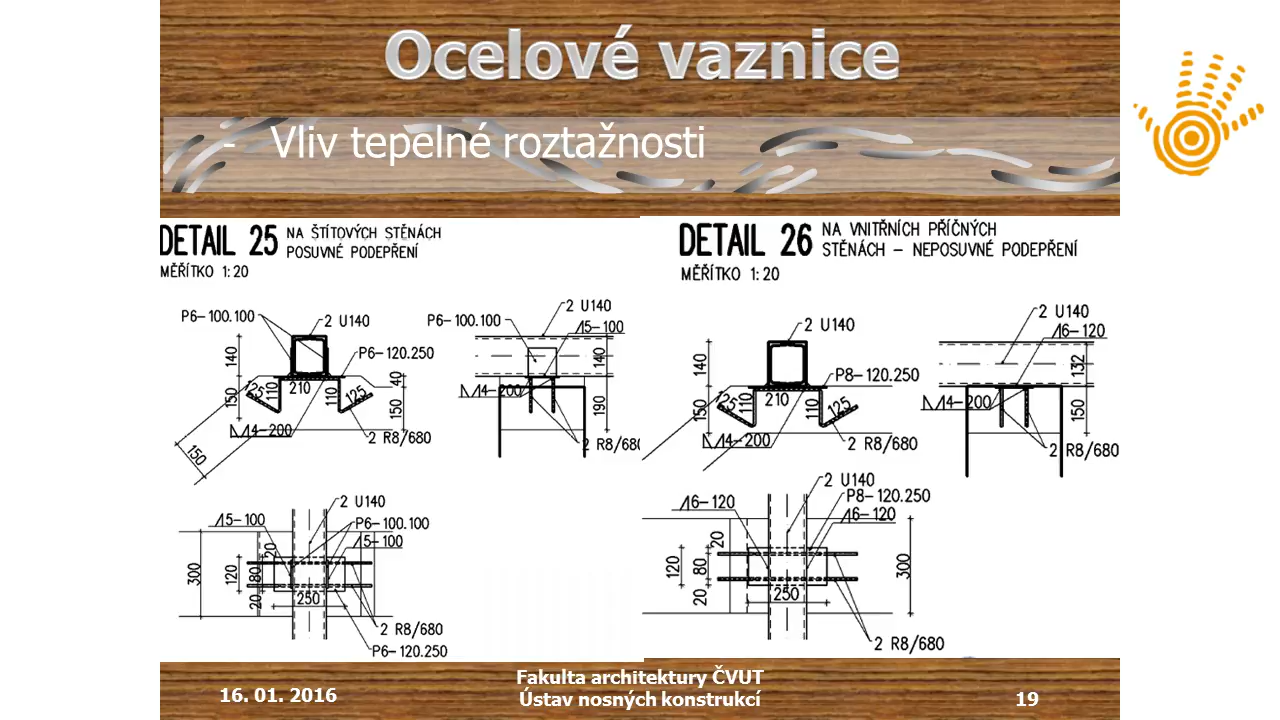 Ocelové vaznice
- Vliv tepelné roztažnosti
DETAIL 25 NA ŠTÍTOVÝCH STĚNÁCH
POSUVNÉ PODEPŘENÍ
MĚŘÍTKO 1:20
P6-100.100
2 U140
P6-120.250
140
150
125
110
210
110
125
40
150
4-200
2 R8/680
150
P6-100.100
2 U140
5-100
140
4-200
190
2 R8/680
2 U140
5-100
P6-100.100
5-100
20
300
120
80
20
250
2 R8/680
P6-120.250
DETAIL 26 NA VNITŘNÍCH PŘÍČNÝCH
STĚNÁCH – NEPOSUVNÉ PODEPŘENÍ
MĚŘÍTKO 1:20
2 U140
140
P8-120.250
150
125
110
210
110
125
4-200
2 R8/680
2 U140
6-120
132
4-200
150
2 R8/680
2 U140
6-120
P8-120.250
6-120
20
120
80
300
20
250
2 R8/680
16. 01. 2016
Fakulta architektury ČVUT
Ústav nosných konstrukcí
19